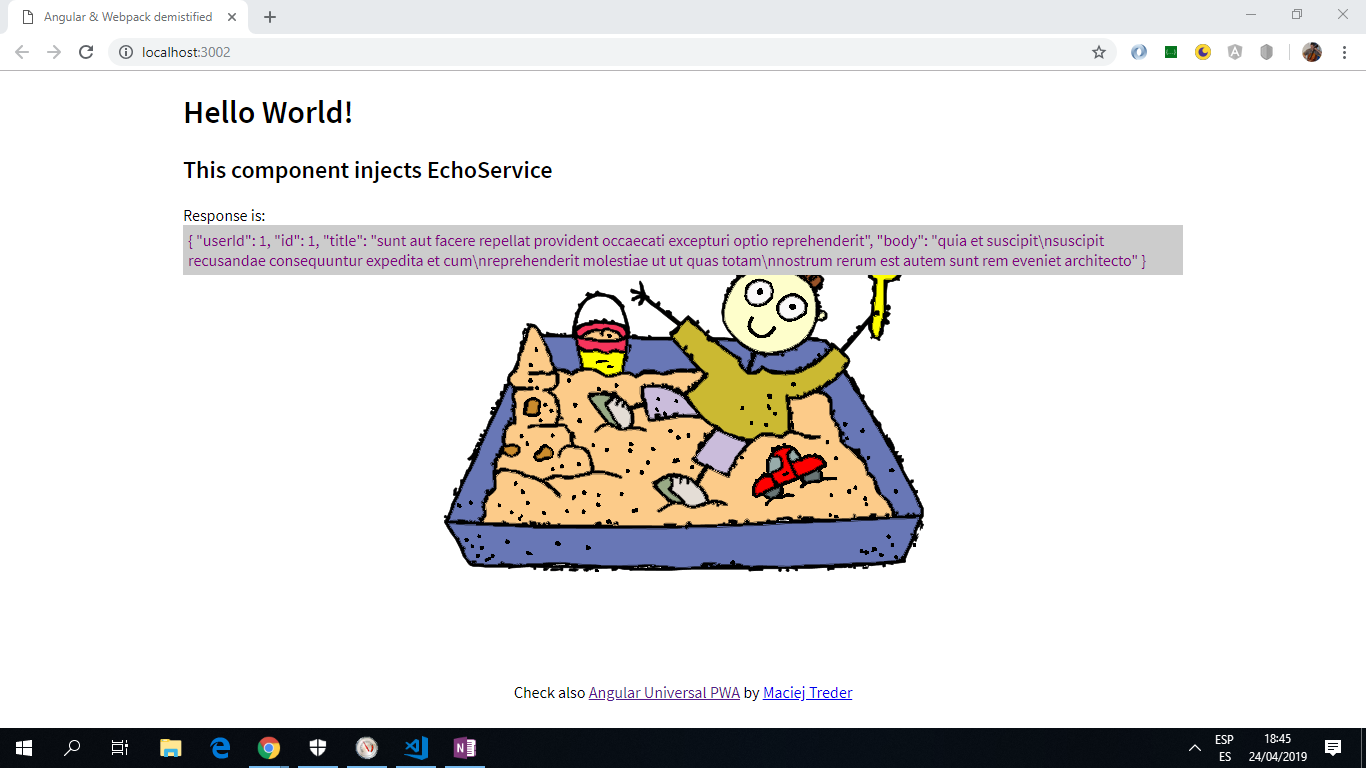 Angular & Webpack demistified
localhost:3002
Hello World!
This component injects EchoService
Response is:
{ "userId": 1, "id": 1, "title": "sunt aut facere repellat provident occaecati excepturi optio reprehenderit", "body": "quia et suscipit\nsuscipit
recusandae consequuntur expedita et cum\nreprehenderit molestiae ut ut quas totam\nnostrum rerum est autem sunt rem eveniet architecto" }
Check also Angular Universal PWA by Maciej Treder
ESP
ES
18:45
24/04/2019